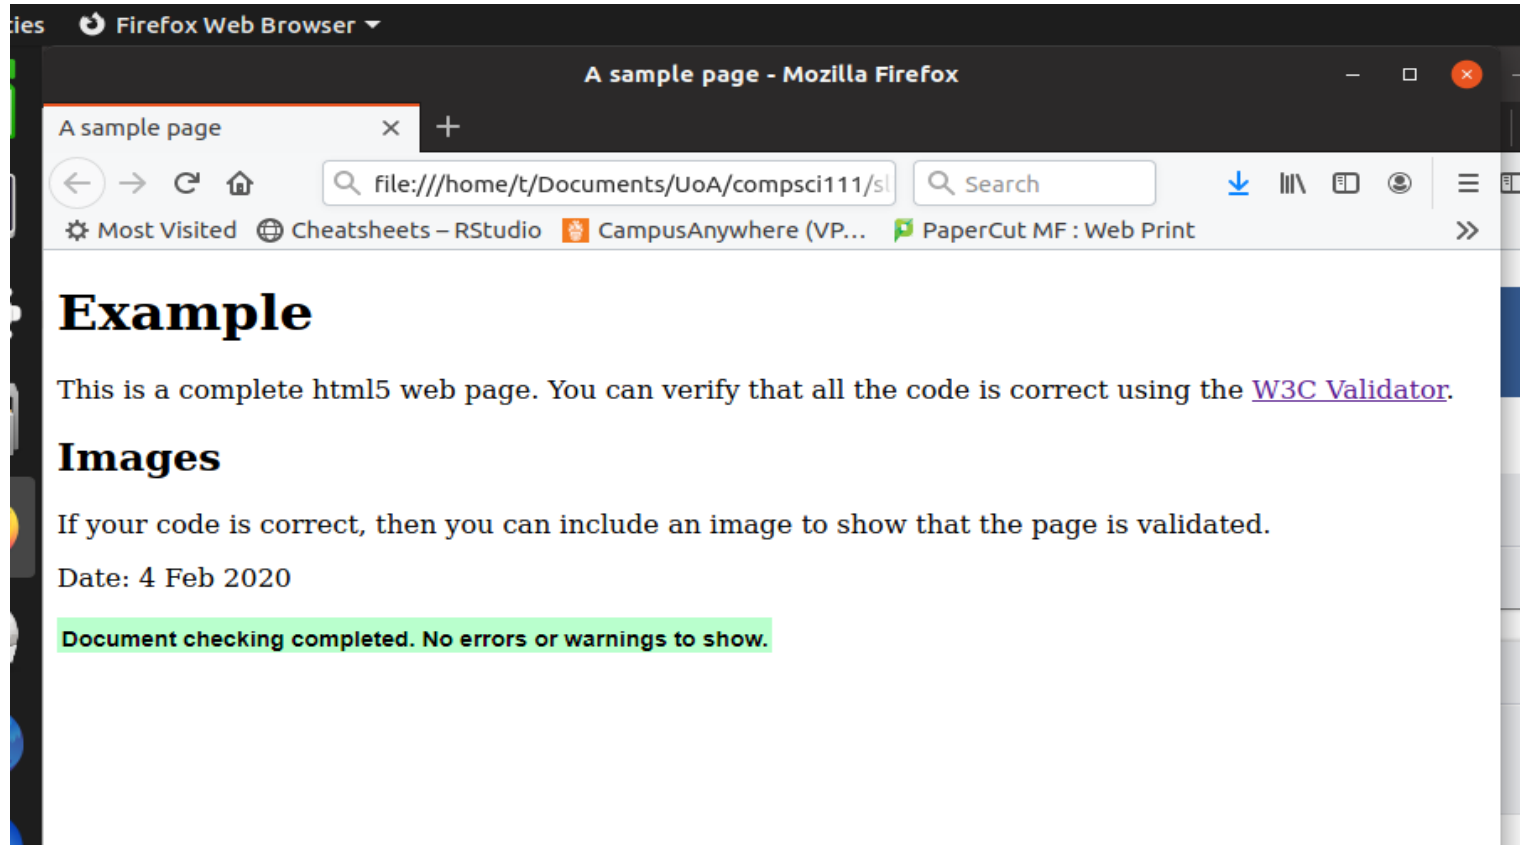 ties Firefox Web Browser
A sample page - Mozilla Firefox
A sample page
file:///home/t/Documents/UoA/compsci111/sl Search
Most Visited Cheatsheets – RStudio CampusAnywhere (VP... PaperCut MF : Web Print
Example
This is a complete html5 web page. You can verify that all the code is correct using the W3C Validator.
Images
If your code is correct, then you can include an image to show that the page is validated.
Date: 4 Feb 2020
Document checking completed. No errors or warnings to show.